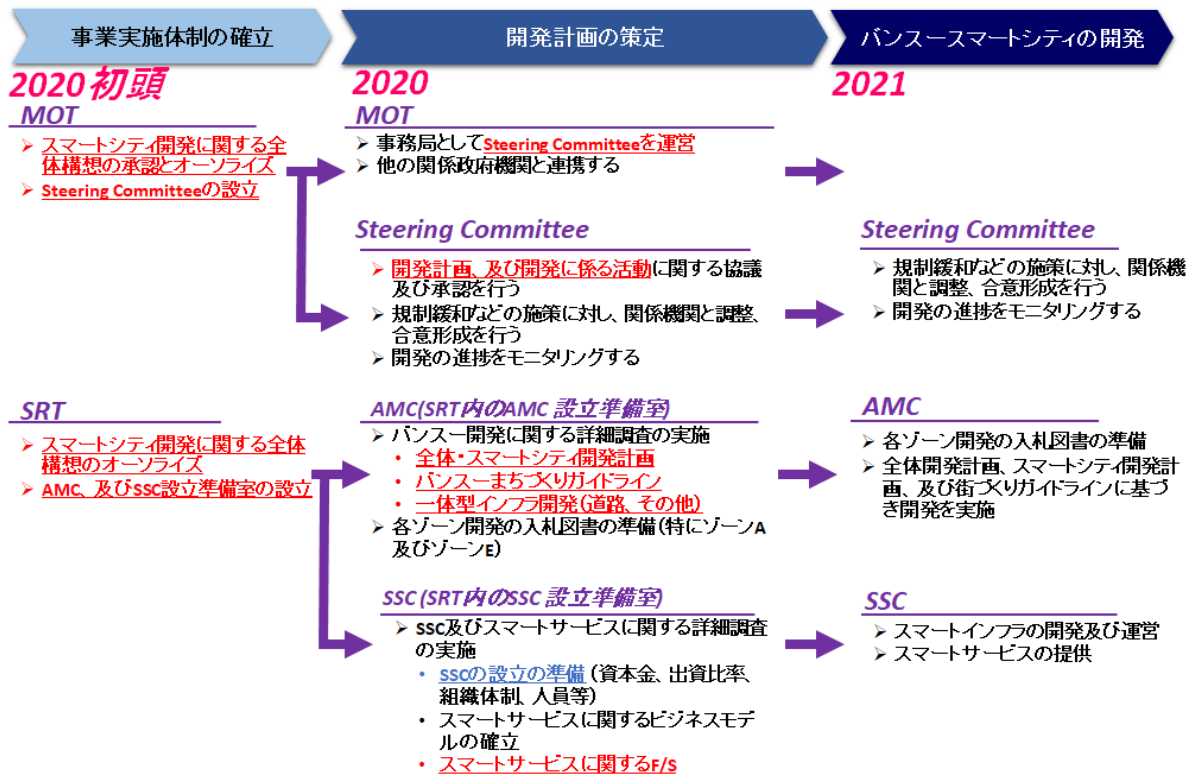 事業実施体制の確立
開発計画の策定
バンスースマートシティの開発
2020 初頭
MOT
➢ スマートシティ開発に関する全
体構想の承認とオーソライズ
➢ Steering Committeeの設立
SRT
➢ スマートシティ開発に関する全体
構想のオーソライズ
➢ AMC、及びSSC設立準備室の設立
2020
MOT
➢ 事務局としてSteering Committeeを運営
➢ 他の関係政府機関と連携する
Steering Committee
➢ 開発計画、及び開発に係る活動に関する協議
及び承認を行う
➢ 規制緩和などの施策に対し、関係機関と調整、
合意形成を行う
➢ 開発の進捗をモニタリングする
AMC(SRT内のAMC 設立準備室)
➢ バンスー開発に関する詳細調査の実施
• 全体・スマートシティ開発計画
• バンスーまちづくりガイドライン
• 一体型インフラ開発(道路、その他)
➢ 各ゾーン開発の入札図書の準備(特にゾーンA
及びゾーンE)
SSC (SRT内のSSC 設立準備室)
➢ SSC及びスマートサービスに関する詳細調査
の実施
• SSCの設立の準備 (資本金、出資比率、
組織体制、人員等)
• スマートサービスに関するビジネスモデ
ルの確立
• スマートサービスに関するF/S
2021
Steering Committee
➢ 規制緩和などの施策に対し、関係機
関と調整、合意形成を行う
➢ 開発の進捗をモニタリングする
AMC
➢ 各ゾーン開発の入札図書の準備
➢ 全体開発計画、スマートシティ開発計
画、及び街づくりガイドラインに基づ
き開発を実施
SSC
➢ スマートインフラの開発及び運営
➢ スマートサービスの提供